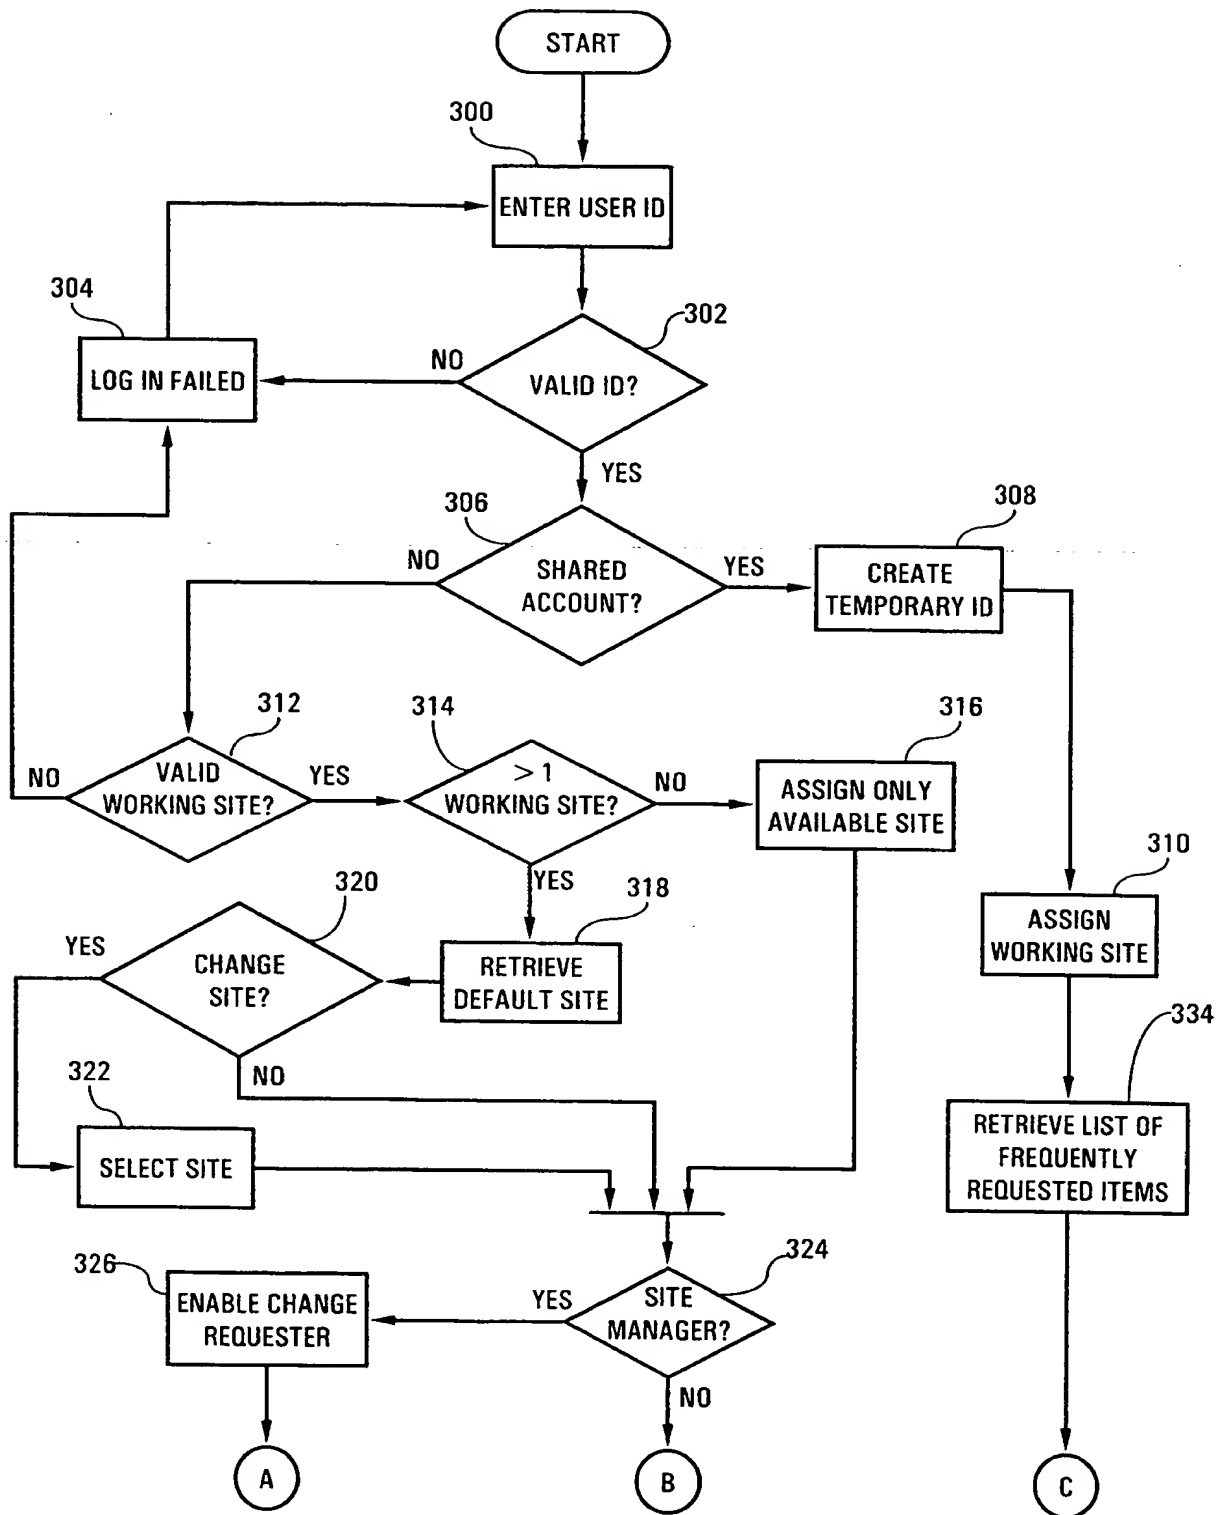 START
300
ENTER USER ID
304
302
LOG IN FAILED
NO
VALID ID?
YES
306
308
NO
SHARED
ACCOUNT?
YES
CREATE
TEMPORARY ID
312
314
316
NO
VALID
WORKING SITE?
YES
> 1
WORKING SITE?
NO
ASSIGN ONLY
AVAILABLE SITE
310
YES
320
318
ASSIGN
WORKING SITE
YES
CHANGE
SITE?
RETRIEVE
DEFAULT SITE
334
NO
322
SELECT SITE
RETRIEVE LIST OF
FREQUENTLY
REQUESTED ITEMS
326
324
ENABLE CHANGE
REQUESTER
YES
SITE
MANAGER?
NO
A
B
C